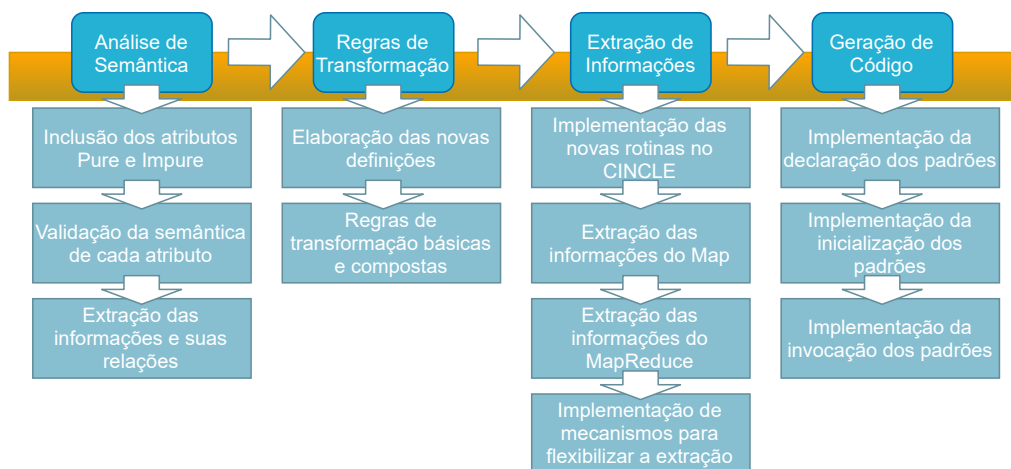 Análise de
Semântica
Regras de
Transformação
Extração de
Informações
Geração de
Código
Inclusão dos atributos
Pure e Impure
Validação da semântica
de cada atributo
Extração das
informações e suas
relações
Elaboração das novas
definições
Regras de
transformação básicas
e compostas
Implementação das
novas rotinas no
CINCLE
Extração das
informações do Map
Extração das
informações do
MapReduce
Implementação de
mecanismos para
flexibilizar a extração
Implementação da
declaração dos padrões
Implementação da
inicialização dos
padrões
Implementação da
invocação dos padrões